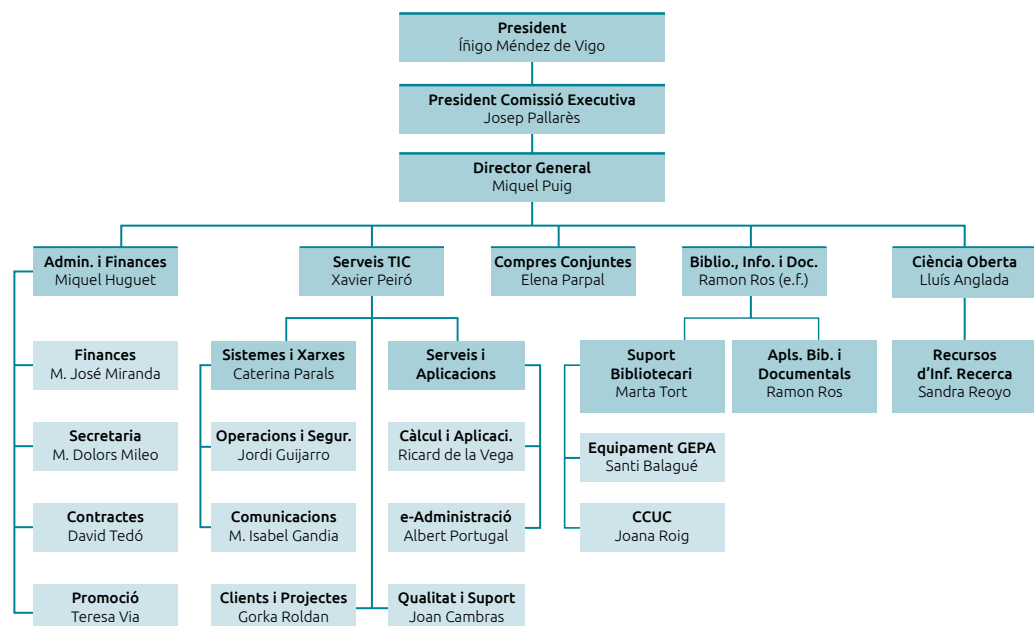 President
Íñigo Méndez de Vigo
President Comissió Executiva
Josep Pallarès
Director General
Miquel Puig
Admin. i Finances
Miquel Huguet
Serveis TIC
Xavier Peiró
Compres Conjuntes
Elena Parpal
Biblio., Info. i Doc.
Ramon Ros (e.f.)
Ciència Oberta
Lluís Anglada
Finances
M. José Miranda
Sistemes i Xarxes
Caterina Parals
Serveis i
Aplicacions
Suport
Bibliotecari
Marta Tort
Apls. Bib. i
Documentals
Ramon Ros
Recursos
d'Inf. Recerca
Sandra Reoyo
Secretaria
M. Dolors Mileo
Operacions i Segur.
Jordi Guijarro
Càlcul i Aplicaci.
Ricard de la Vega
Equipament GEPA
Santi Balagué
Contractes
David Tedó
Comunicacions
M. Isabel Gandia
e-Administració
Albert Portugal
CCUC
Joana Roig
Promoció
Teresa Via
Clients i Projectes
Gorka Roldan
Qualitat i Suport
Joan Cambras